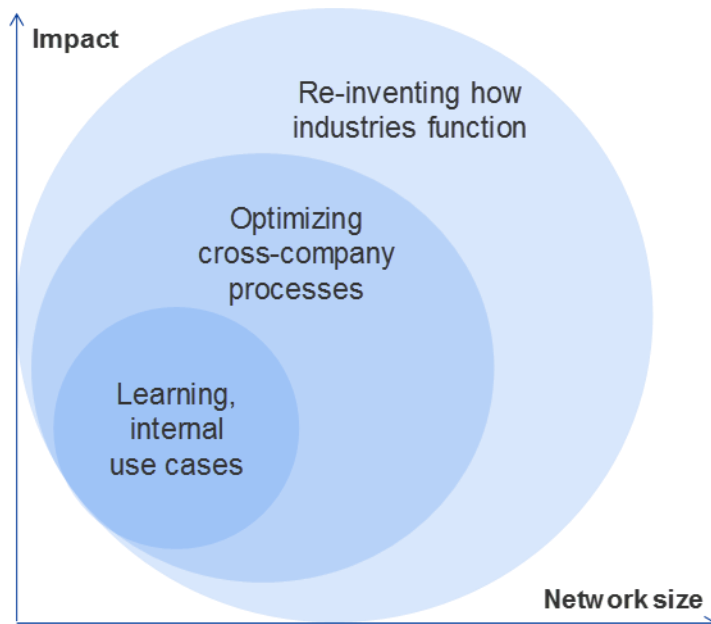 Impact
Re-inventing how
industries function
Optimizing
cross-company
processes
Learning,
internal
use cases
Network size